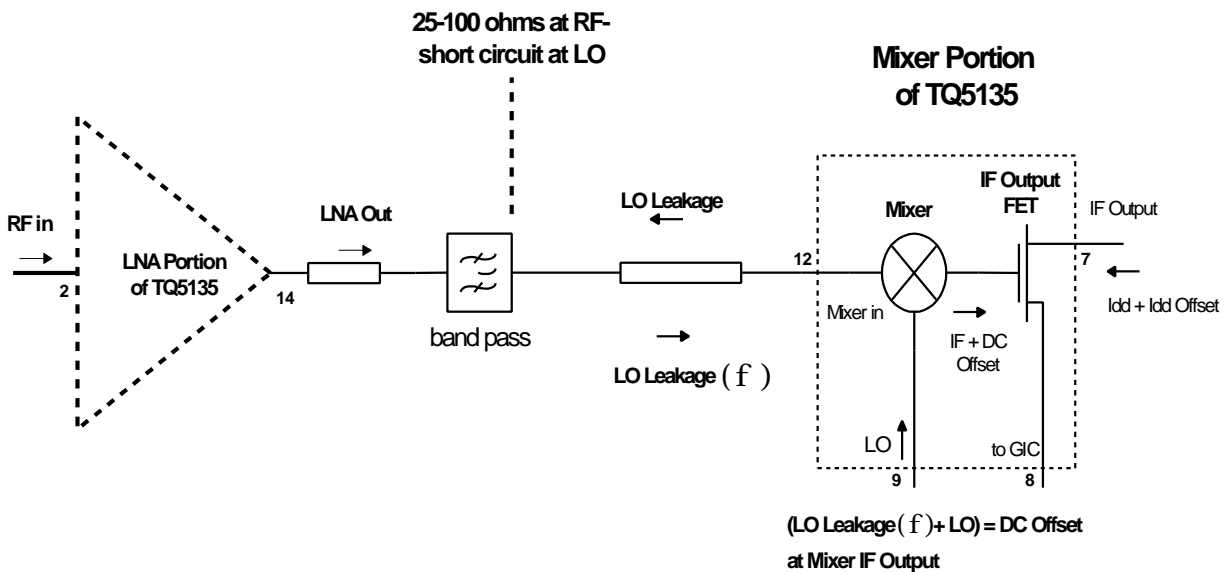 25-100 ohms at RF-
short circuit at LO
Mixer Portion
of TQ5135
RF in
2
LNA Portion
of TQ5135
14
LNA Out
band pass
LO Leakage
LO Leakage (f)
12
Mixer in
Mixer
IF Output
FET
IF + DC
Offset
IF Output
7
Idd + Idd Offset
LO
9
to GIC
8
(LO Leakage (f) + LO) = DC Offset
at Mixer IF Output